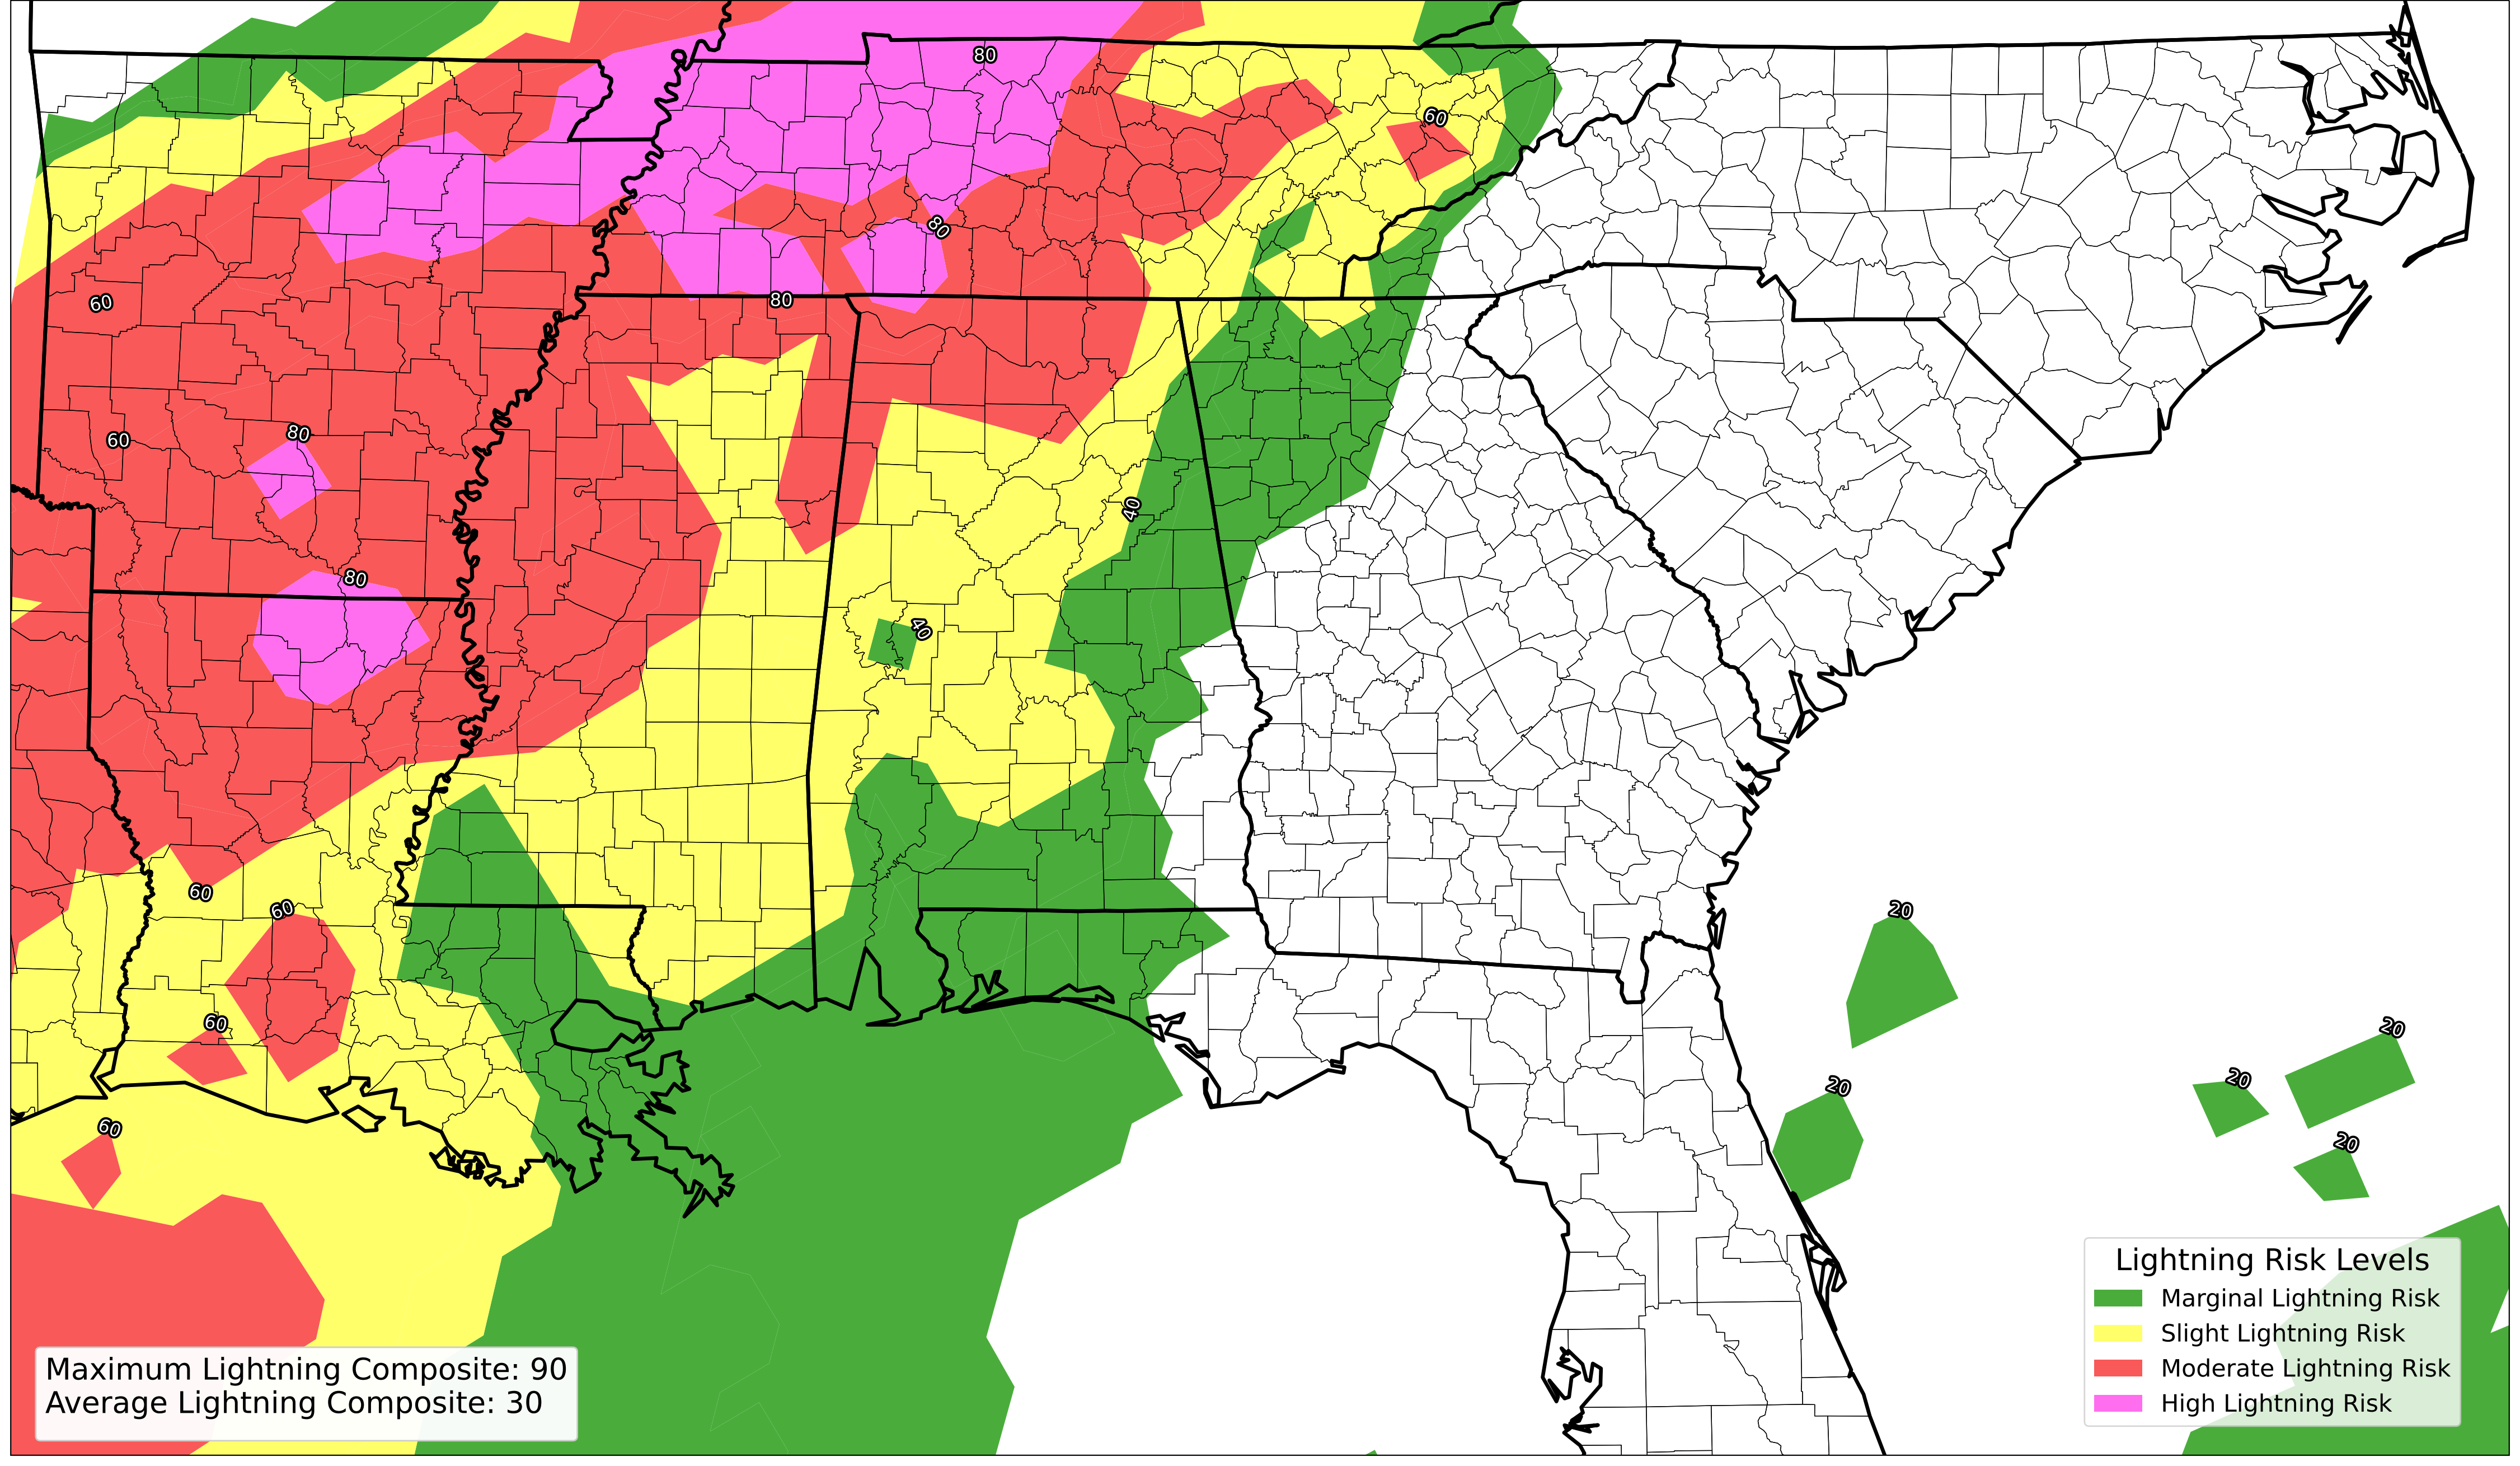 80
60
80
60
80
80
60
40
80
40
60
60
20
60
20
60
20
20
20
Lightning Risk Levels
Marginal Lightning Risk
Slight Lightning Risk
Moderate Lightning Risk
High Lightning Risk
Maximum Lightning Composite: 90
Average Lightning Composite: 30